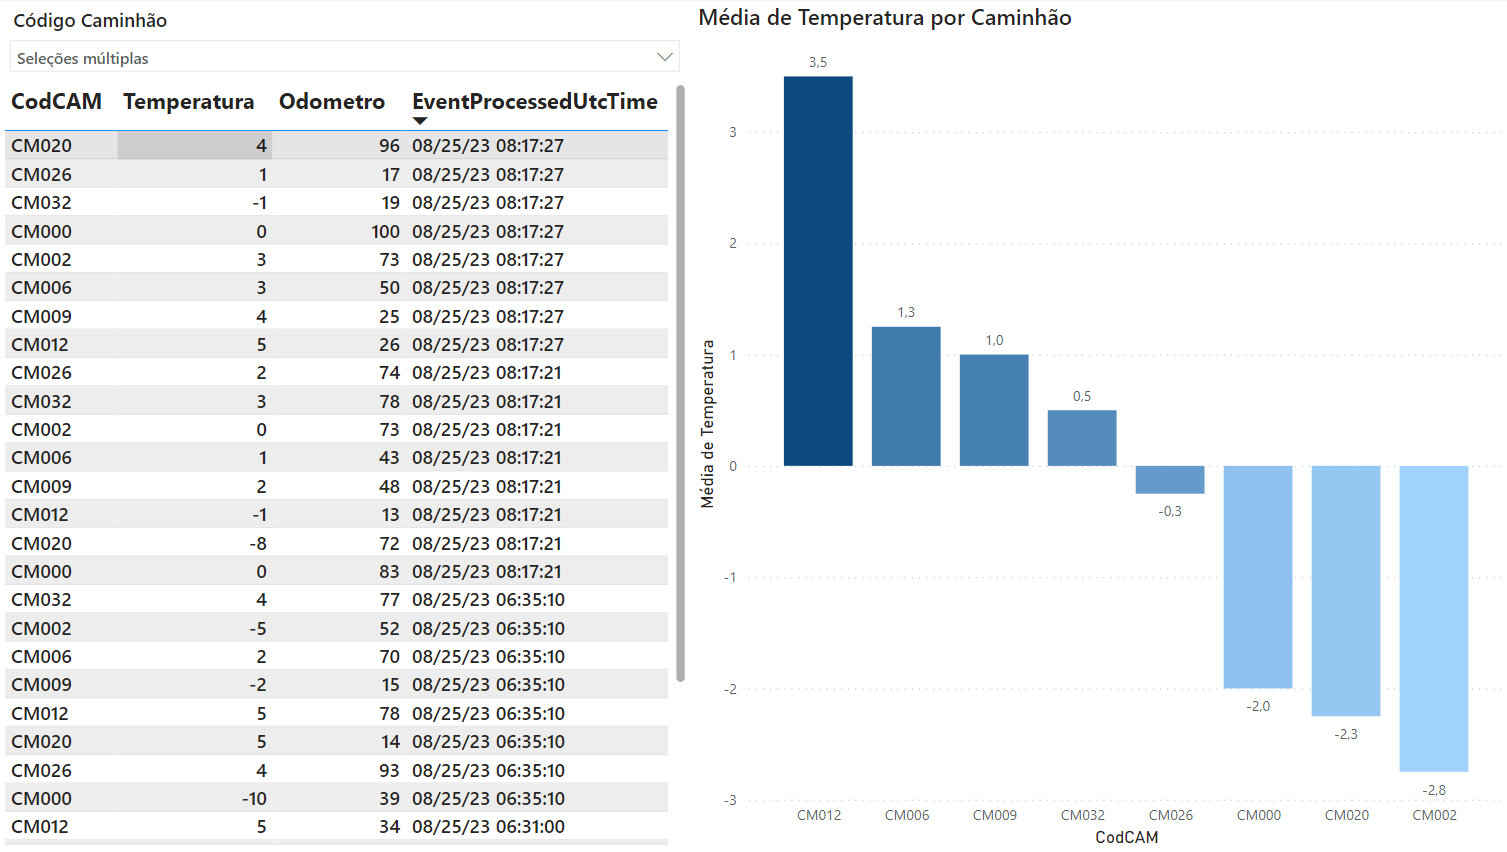 Código Caminhão
Seleções múltiplas
CodCAM Temperatura Odometro EventProcessedUtcTime
CM020 4 96 08/25/23 08:17:27
CM026 1 17 08/25/23 08:17:27
CM032 -1 19 08/25/23 08:17:27
CM000 0 100 08/25/23 08:17:27
CM002 3 73 08/25/23 08:17:27
CM006 3 50 08/25/23 08:17:27
CM009 4 25 08/25/23 08:17:27
CM012 5 26 08/25/23 08:17:27
CM026 2 74 08/25/23 08:17:21
CM032 3 78 08/25/23 08:17:21
CM002 0 73 08/25/23 08:17:21
CM006 1 43 08/25/23 08:17:21
CM009 2 48 08/25/23 08:17:21
CM012 -1 13 08/25/23 08:17:21
CM020 -8 72 08/25/23 08:17:21
CM000 0 83 08/25/23 08:17:21
CM032 4 77 08/25/23 06:35:10
CM002 -5 52 08/25/23 06:35:10
CM006 2 70 08/25/23 06:35:10
CM009 -2 15 08/25/23 06:35:10
CM012 5 78 08/25/23 06:35:10
CM020 5 14 08/25/23 06:35:10
CM026 4 93 08/25/23 06:35:10
CM000 -10 39 08/25/23 06:35:10
CM012 5 34 08/25/23 06:31:00
Média de Temperatura por Caminhão
Média de Temperatura
3
2
1
0
-1
-2
-3
3,5
1,3
1,0
0,5
-0,3
-2,0
-2,3
-2,8
CM012 CM006 CM009 CM032 CM026 CM000 CM020 CM002
CodCAM